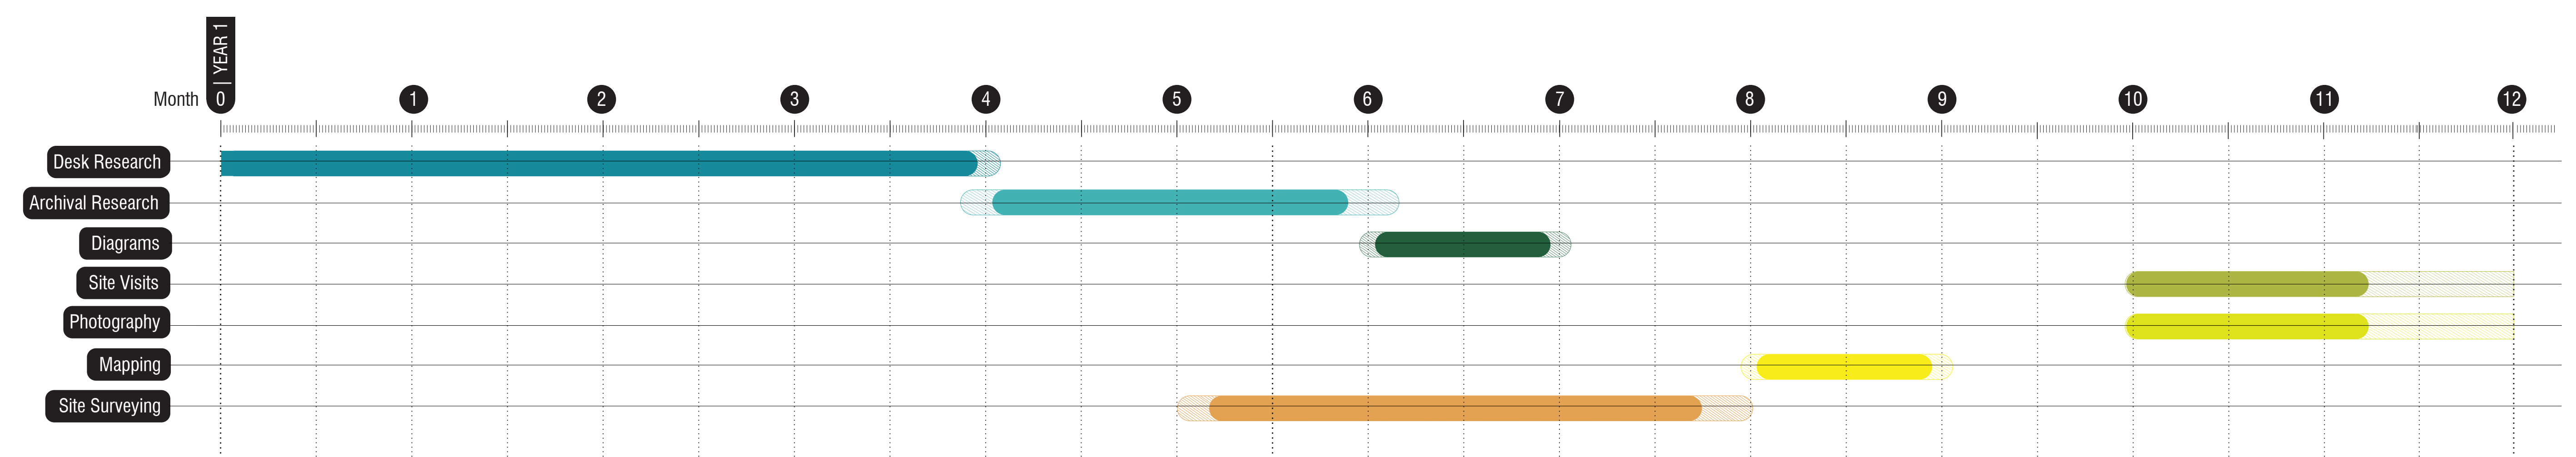 0 | YEAR 1
Month 1 2 3 4 5 6 7 8 9 10 11 12
Desk Research
Archival Research
Diagrams
Site Visits
Photography
Mapping
Site Surveying